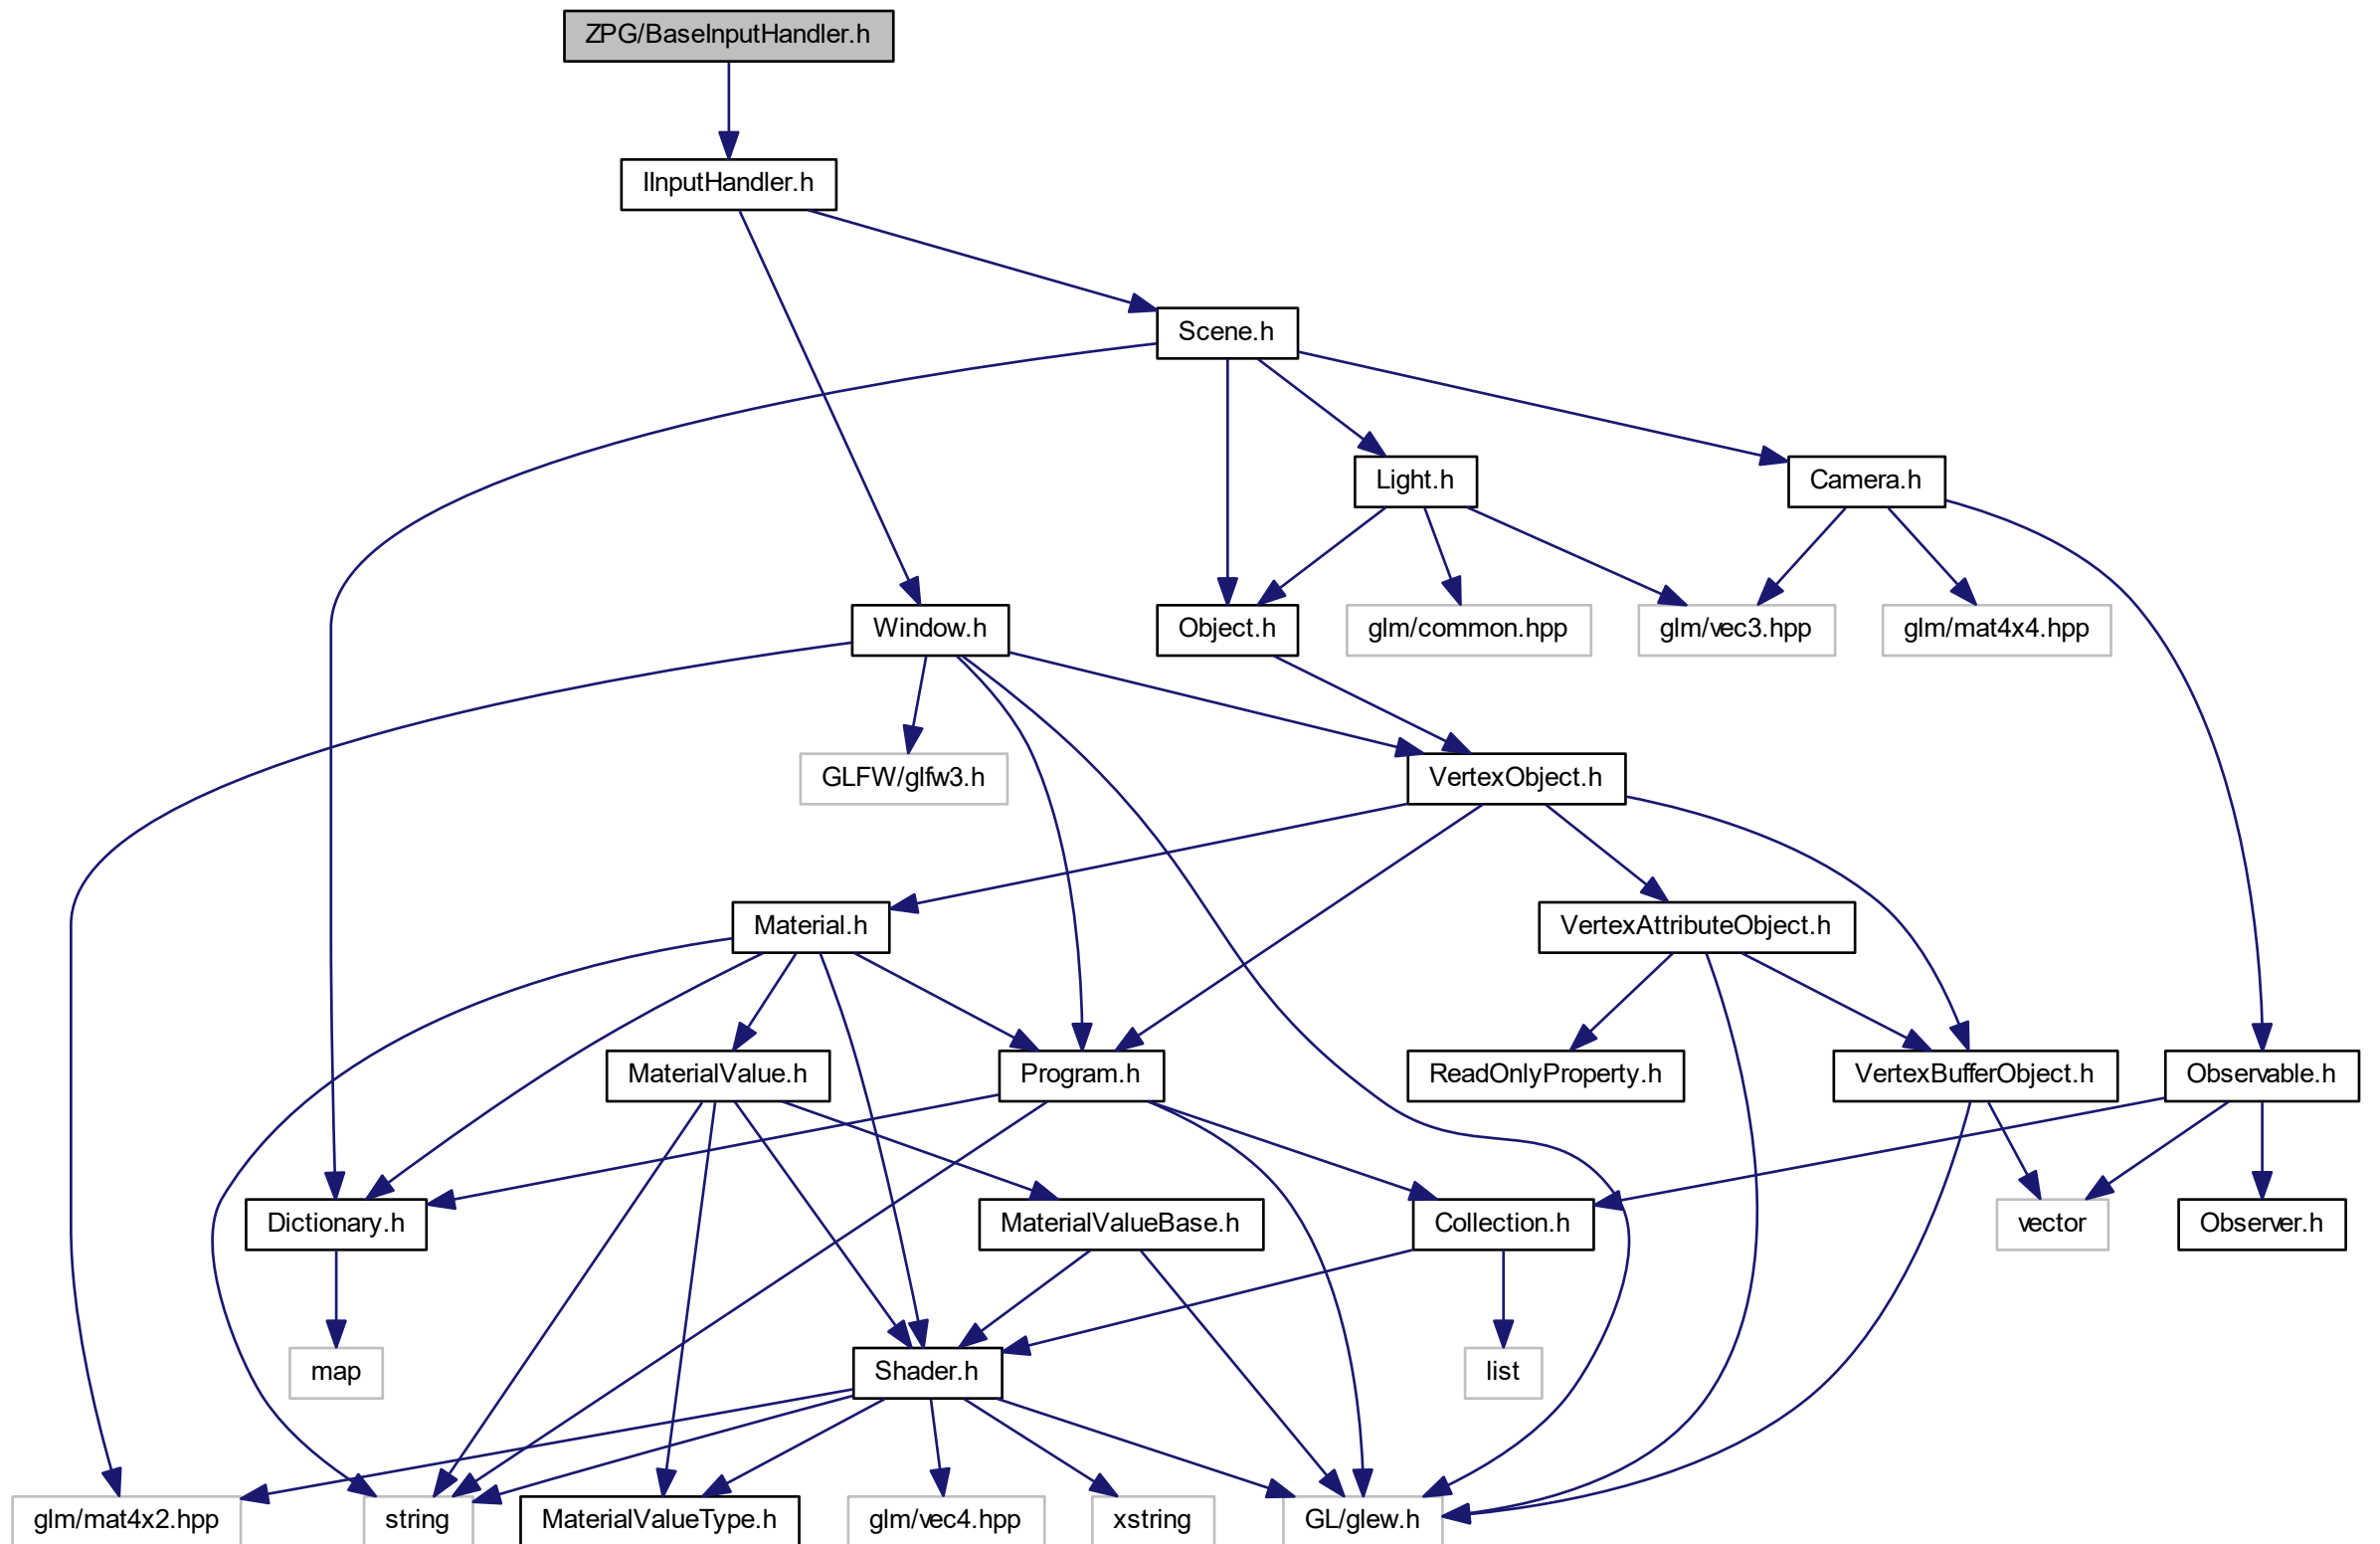 ZPG/BaseInputHandler.h
IInputHandler.h
Scene.h
Light.h
Camera.h
Window.h
Object.h
glm/common.hpp
glm/vec3.hpp
glm/mat4x4.hpp
GLFW/glfw3.h
VertexObject.h
Material.h
VertexAttributeObject.h
MaterialValue.h
Program.h
ReadOnlyProperty.h
VertexBufferObject.h
Observable.h
Dictionary.h
MaterialValueBase.h
Collection.h
vector
Observer.h
map
Shader.h
list
glm/mat4x2.hpp
string
MaterialValueType.h
glm/vec4.hpp
xstring
GL/glew.h